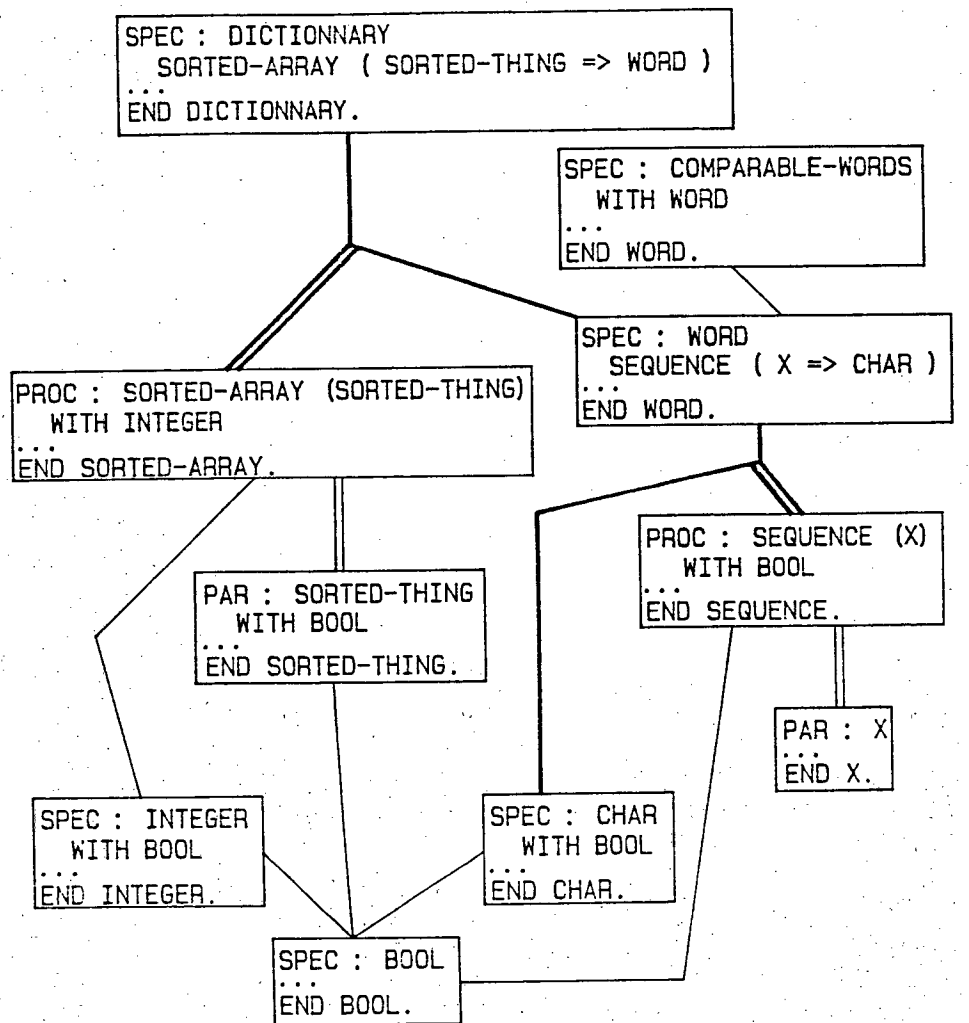 SPEC : DICTIONNARY
SORTED-ARRAY ( SORTED-THING => WORD )
...
END DICTIONNARY.
SPEC : COMPARABLE-WORDS
WITH WORD
...
END WORD.
SPEC : WORD
SEQUENCE ( X => CHAR )
...
END WORD.
PROC : SORTED-ARRAY (SORTED-THING)
WITH INTEGER
...
END SORTED-ARRAY.
PROC : SEQUENCE (X)
WITH BOOL
...
END SEQUENCE.
PAR : SORTED-THING
WITH BOOL
...
END SORTED-THING.
PAR : X
...
END X.
SPEC : INTEGER
WITH BOOL
...
END INTEGER.
SPEC : CHAR
WITH BOOL
...
END CHAR.
SPEC : BOOL
...
END BOOL.